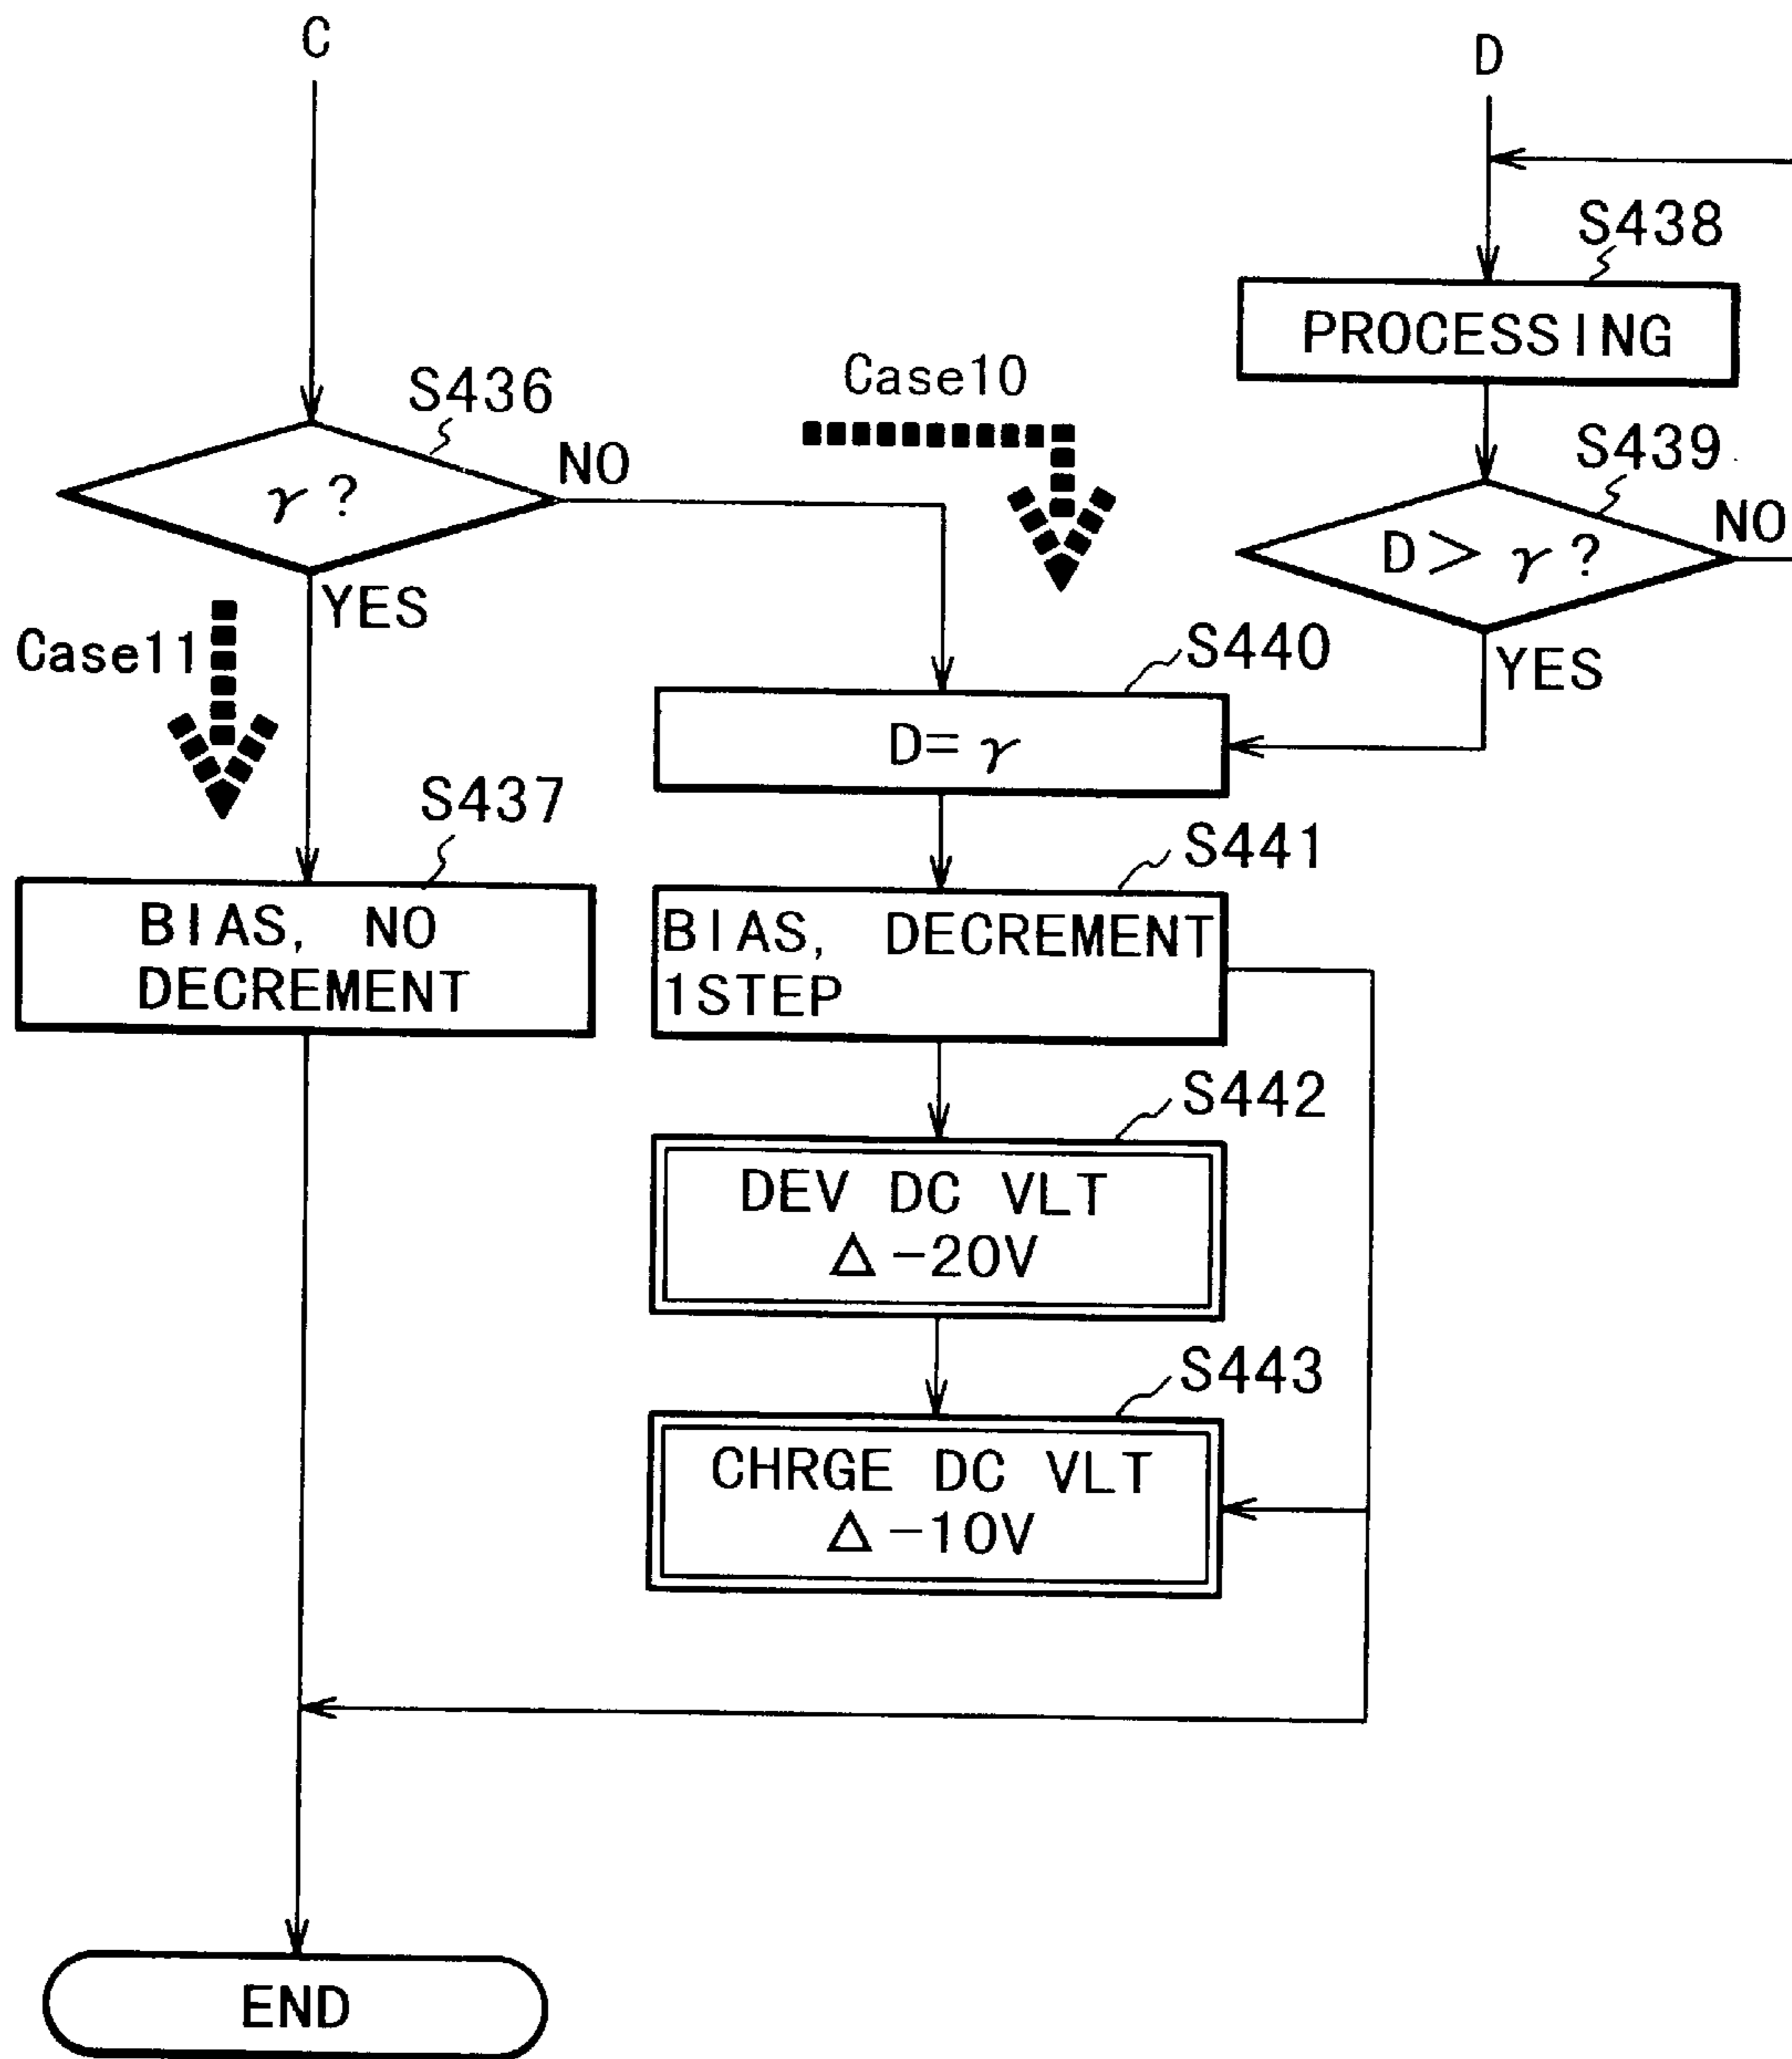 C
D
S438
PROCESSING
S436
γ?
NO
Case10
S439
D> γ?
NO
YES
YES
Case11
S440
D= γ
S437
BIAS, NO
DECREMENT
S441
BIAS, DECREMENT
1STEP
S442
DEV DC VLT
Δ-20V
S443
CHRGE DC VLT
Δ-10V
END